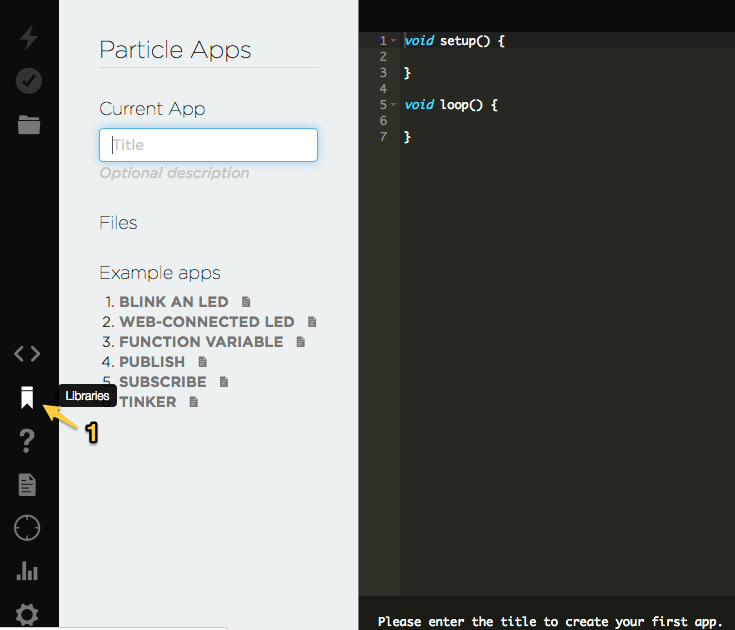 Particle Apps
Current App
Title
Optional description
Files
Example apps
1. BLINK AN LED
2. WEB-CONNECTED LED
3. FUNCTION VARIABLE
4. PUBLISH
5. SUBSCRIBE
TINKER
Libraries
1
?
1 void setup() {
2
3 }
4
5 void loop() {
6
7 }
Please enter the title to create your first app.